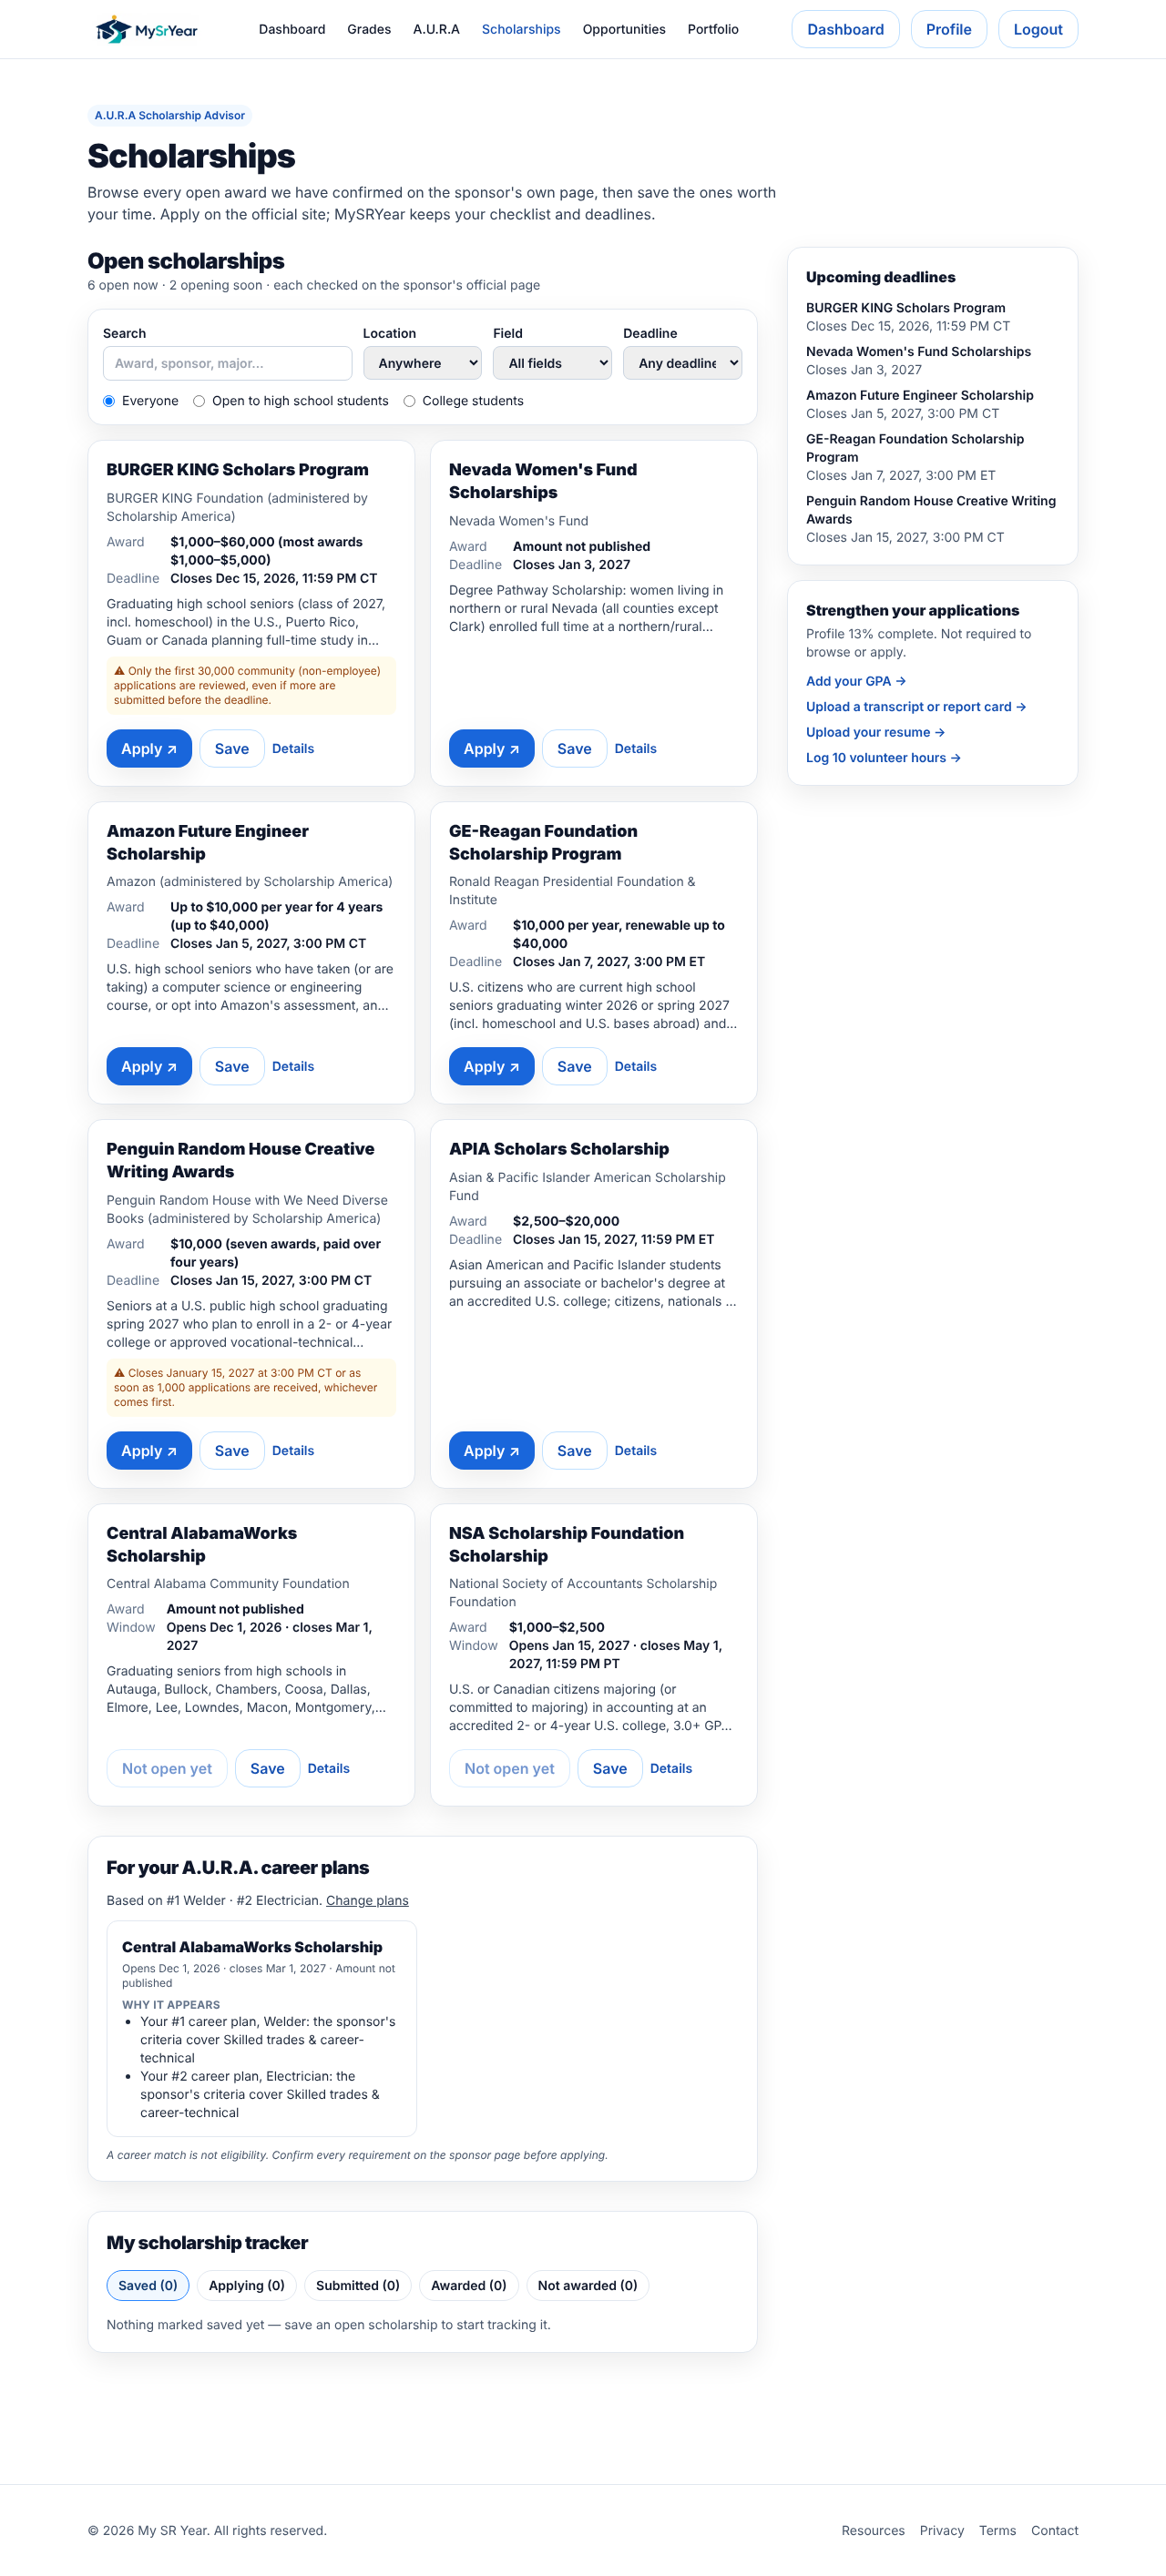 MySrYear
Dashboard
Grades
A.U.R.A
Scholarships
Opportunities
Portfolio
Dashboard
Profile
Logout
A.U.R.A Scholarship Advisor
Scholarships
Browse every open award we have confirmed on the sponsor's own page, then save the ones worth
your time. Apply on the official site; MySRYear keeps your checklist and deadlines.
Open scholarships
6 open now · 2 opening soon · each checked on the sponsor's official page
Search
Location
Field
Deadline
Award, sponsor, major...
Anywhere
All fields
Any deadline
Everyone
Open to high school students
College students
BURGER KING Scholars Program
BURGER KING Foundation (administered by
Scholarship America)
Award $1,000–$60,000 (most awards
$1,000–$5,000)
Deadline Closes Dec 15, 2026, 11:59 PM CT
Graduating high school seniors (class of 2027,
incl. homeschool) in the U.S., Puerto Rico,
Guam or Canada planning full-time study in...
⚠ Only the first 30,000 community (non-employee)
applications are reviewed, even if more are
submitted before the deadline.
Apply ↗
Save
Details
Nevada Women's Fund
Scholarships
Nevada Women's Fund
Award Amount not published
Deadline Closes Jan 3, 2027
Degree Pathway Scholarship: women living in
northern or rural Nevada (all counties except
Clark) enrolled full time at a northern/rural...
Apply ↗
Save
Details
Amazon Future Engineer
Scholarship
Amazon (administered by Scholarship America)
Award Up to $10,000 per year for 4 years
(up to $40,000)
Deadline Closes Jan 5, 2027, 3:00 PM CT
U.S. high school seniors who have taken (or are
taking) a computer science or engineering
course, or opt into Amazon's assessment, an...
Apply ↗
Save
Details
GE-Reagan Foundation
Scholarship Program
Ronald Reagan Presidential Foundation &
Institute
Award $10,000 per year, renewable up to
$40,000
Deadline Closes Jan 7, 2027, 3:00 PM ET
U.S. citizens who are current high school
seniors graduating winter 2026 or spring 2027
(incl. homeschool and U.S. bases abroad) and...
Apply ↗
Save
Details
Penguin Random House Creative
Writing Awards
Penguin Random House with We Need Diverse
Books (administered by Scholarship America)
Award $10,000 (seven awards, paid over
four years)
Deadline Closes Jan 15, 2027, 3:00 PM CT
Seniors at a U.S. public high school graduating
spring 2027 who plan to enroll in a 2- or 4-year
college or approved vocational-technical...
⚠ Closes January 15, 2027 at 3:00 PM CT or as
soon as 1,000 applications are received, whichever
comes first.
Apply ↗
Save
Details
APIA Scholars Scholarship
Asian & Pacific Islander American Scholarship
Fund
Award $2,500–$20,000
Deadline Closes Jan 15, 2027, 11:59 PM ET
Asian American and Pacific Islander students
pursuing an associate or bachelor's degree at
an accredited U.S. college; citizens, nationals ...
Apply ↗
Save
Details
Central AlabamaWorks
Scholarship
Central Alabama Community Foundation
Award Amount not published
Window Opens Dec 1, 2026 · closes Mar 1,
2027
Graduating seniors from high schools in
Autauga, Bullock, Chambers, Coosa, Dallas,
Elmore, Lee, Lowndes, Macon, Montgomery,...
Not open yet
Save
Details
NSA Scholarship Foundation
Scholarship
National Society of Accountants Scholarship
Foundation
Award $1,000–$2,500
Window Opens Jan 15, 2027 · closes May 1,
2027, 11:59 PM PT
U.S. or Canadian citizens majoring (or
committed to majoring) in accounting at an
accredited 2- or 4-year U.S. college, 3.0+ GP...
Not open yet
Save
Details
For your A.U.R.A. career plans
Based on #1 Welder · #2 Electrician. Change plans
Central AlabamaWorks Scholarship
Opens Dec 1, 2026 · closes Mar 1, 2027 · Amount not
published
WHY IT APPEARS
• Your #1 career plan, Welder: the sponsor's
criteria cover Skilled trades & career-
technical
• Your #2 career plan, Electrician: the
sponsor's criteria cover Skilled trades &
career-technical
A career match is not eligibility. Confirm every requirement on the sponsor page before applying.
My scholarship tracker
Saved (0)
Applying (0)
Submitted (0)
Awarded (0)
Not awarded (0)
Nothing marked saved yet — save an open scholarship to start tracking it.
Upcoming deadlines
BURGER KING Scholars Program
Closes Dec 15, 2026, 11:59 PM CT
Nevada Women's Fund Scholarships
Closes Jan 3, 2027
Amazon Future Engineer Scholarship
Closes Jan 5, 2027, 3:00 PM CT
GE-Reagan Foundation Scholarship
Program
Closes Jan 7, 2027, 3:00 PM ET
Penguin Random House Creative Writing
Awards
Closes Jan 15, 2027, 3:00 PM CT
Strengthen your applications
Profile 13% complete. Not required to
browse or apply.
Add your GPA →
Upload a transcript or report card →
Upload your resume →
Log 10 volunteer hours →
© 2026 My SR Year. All rights reserved.
Resources
Privacy
Terms
Contact